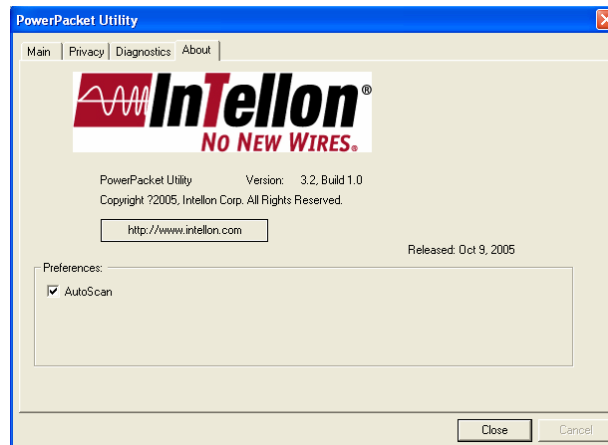 PowerPacket Utility
Main Privacy Diagnostics About
InTellon®
No New Wires®
PowerPacket Utility Version: 3.2, Build 1.0
Copyright ?2005, Intellon Corp. All Rights Reserved.
http://www.intellon.com
Released: Oct 9, 2005
Preferences:
AutoScan
Close Cancel